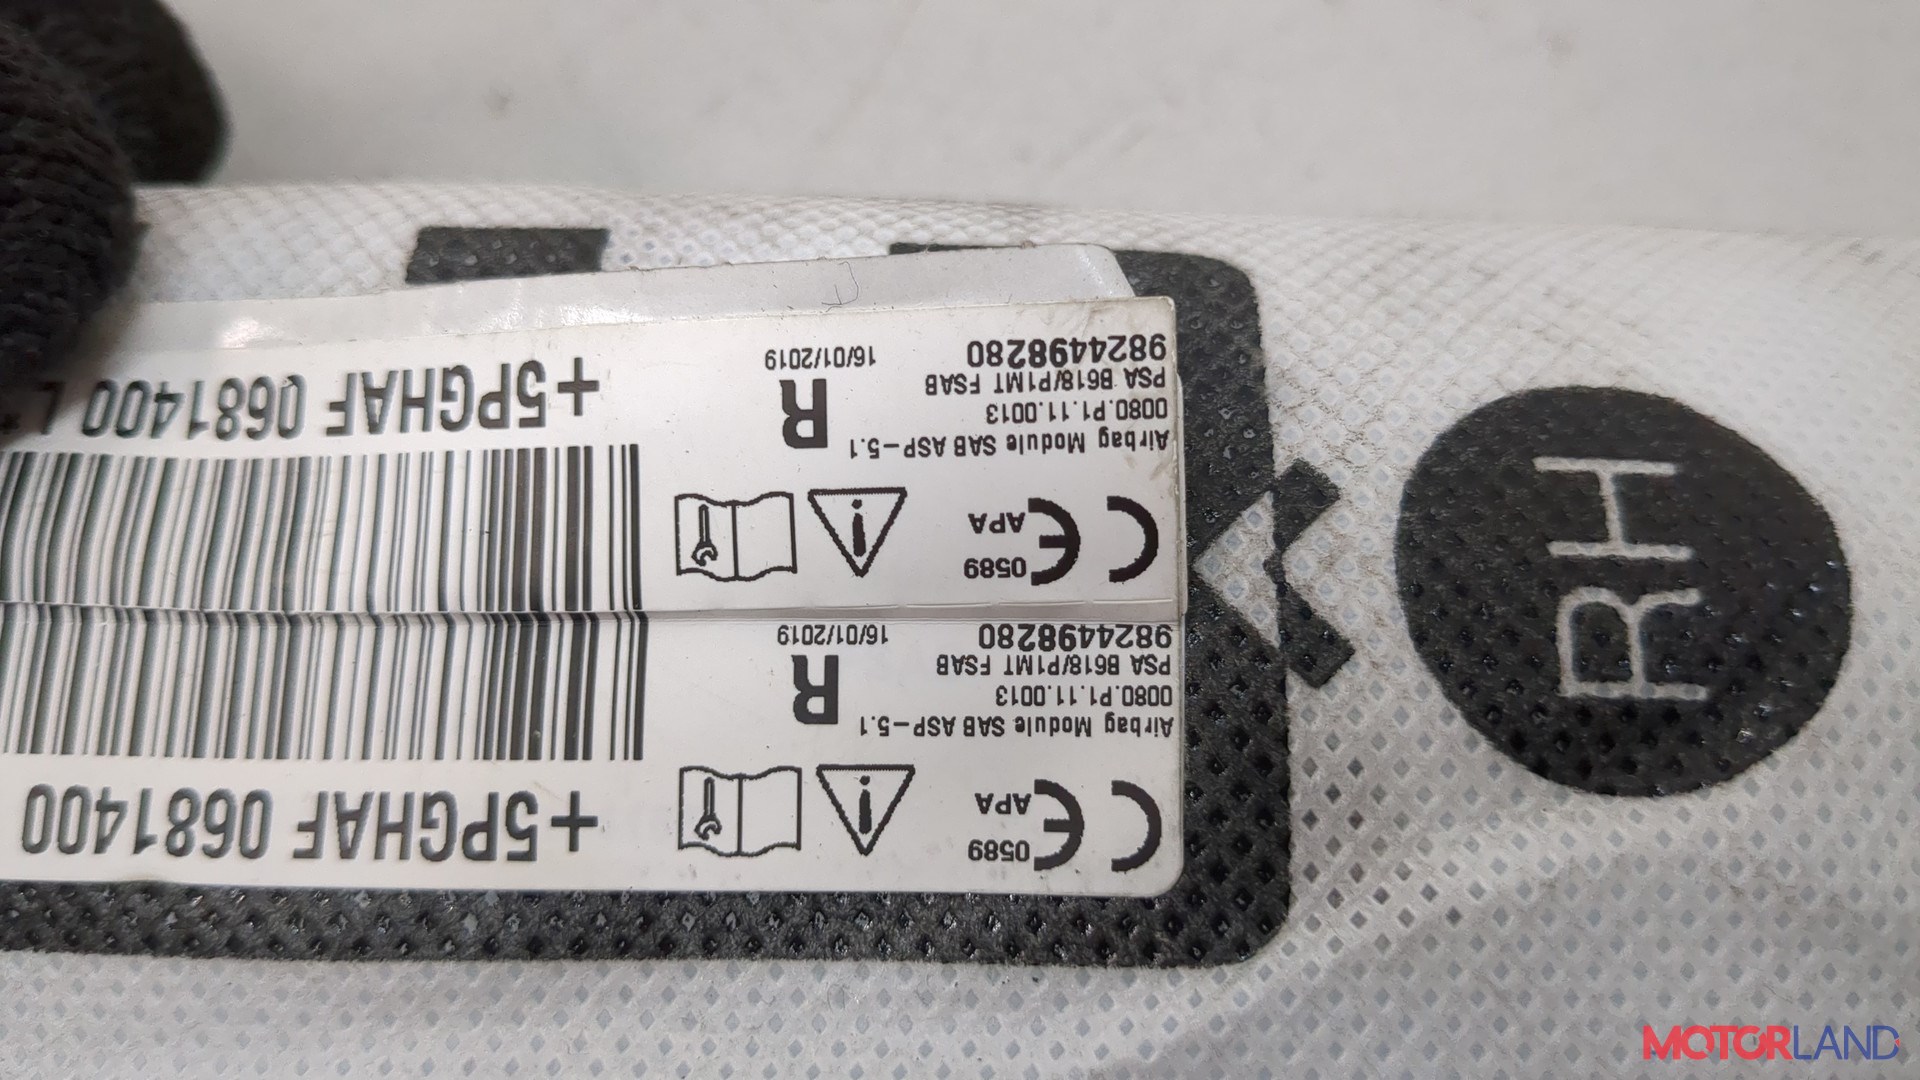 +5PGHAF 0681400
0589
APA
Airbag Module SAB ASP-5.1
0080.P1.11.0013
PSA B618/P1MT FSAB
9824498280
R
16/01/2019
0589
APA
Airbag Module SAB ASP-5.1
0080.P1.11.0013
PSA B618/P1MT FSAB
9824498280
R
16/01/2019
+5PGHAF 0681400
RH
MOTORLAND